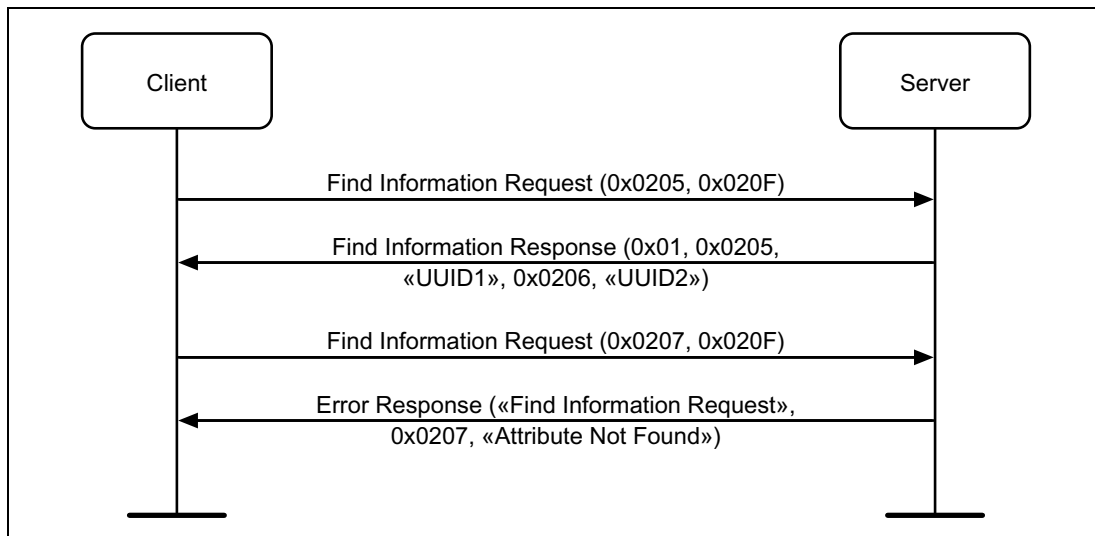 Client
Server
Find Information Request (0x0205, 0x020F)
Find Information Response (0x01, 0x0205,
«UUID1», 0x0206, «UUID2»)
Find Information Request (0x0207, 0x020F)
Error Response («Find Information Request»,
0x0207, «Attribute Not Found»)